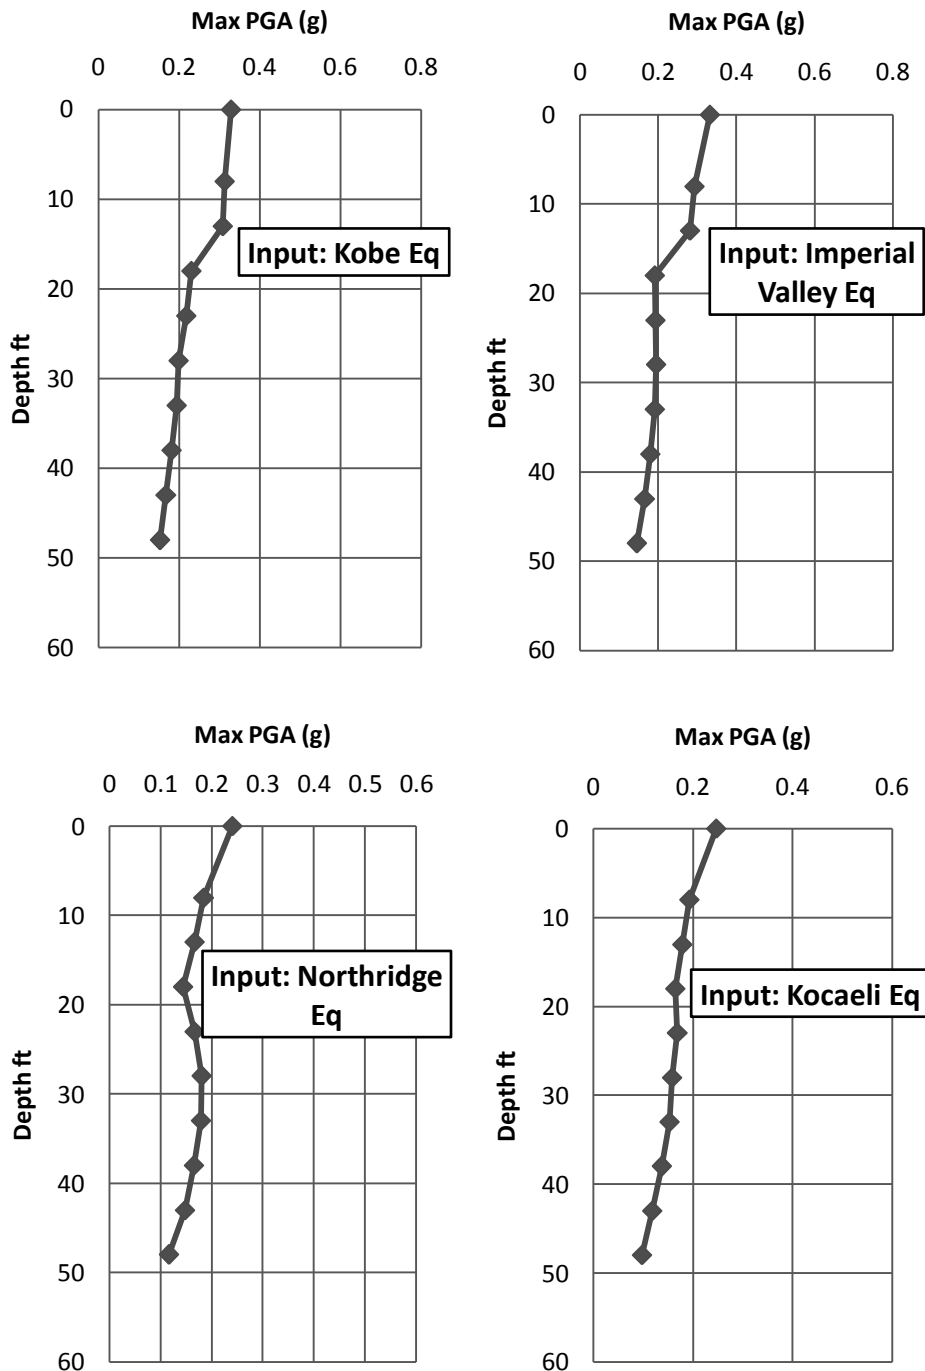 Max PGA (g)
0 0.2 0.4 0.6 0.8
0
10
20
30
40
50
60
Depth ft
Input: Kobe Eq
Max PGA (g)
0 0.2 0.4 0.6 0.8
0
10
20
30
40
50
60
Depth ft
Input: Imperial
Valley Eq
Max PGA (g)
0 0.1 0.2 0.3 0.4 0.5 0.6
0
10
20
30
40
50
60
Depth ft
Input: Northridge
Eq
Max PGA (g)
0 0.2 0.4 0.6
0
10
20
30
40
50
60
Depth ft
Input: Kocaeli Eq